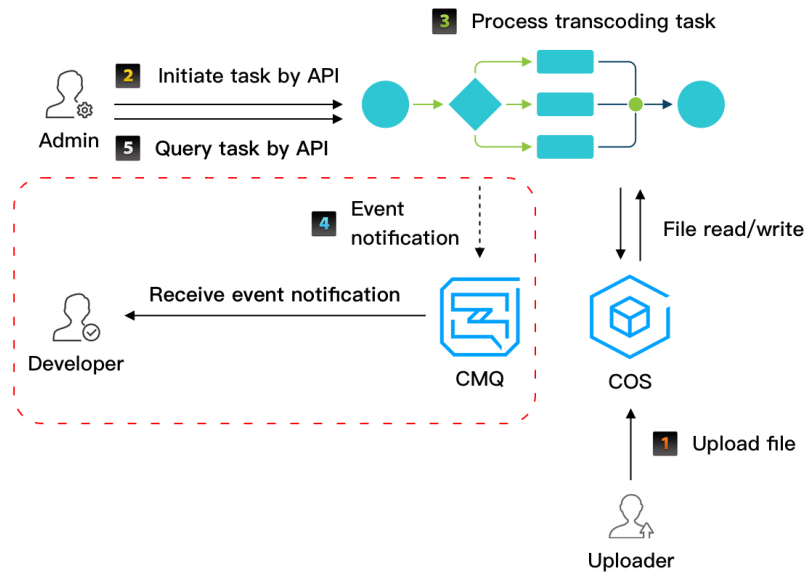 3 Process transcoding task
2 Initiate task by API
Admin
5 Query task by API
4 Event
notification
File read/write
Receive event notification
Developer
CMQ
COS
1 Upload file
Uploader